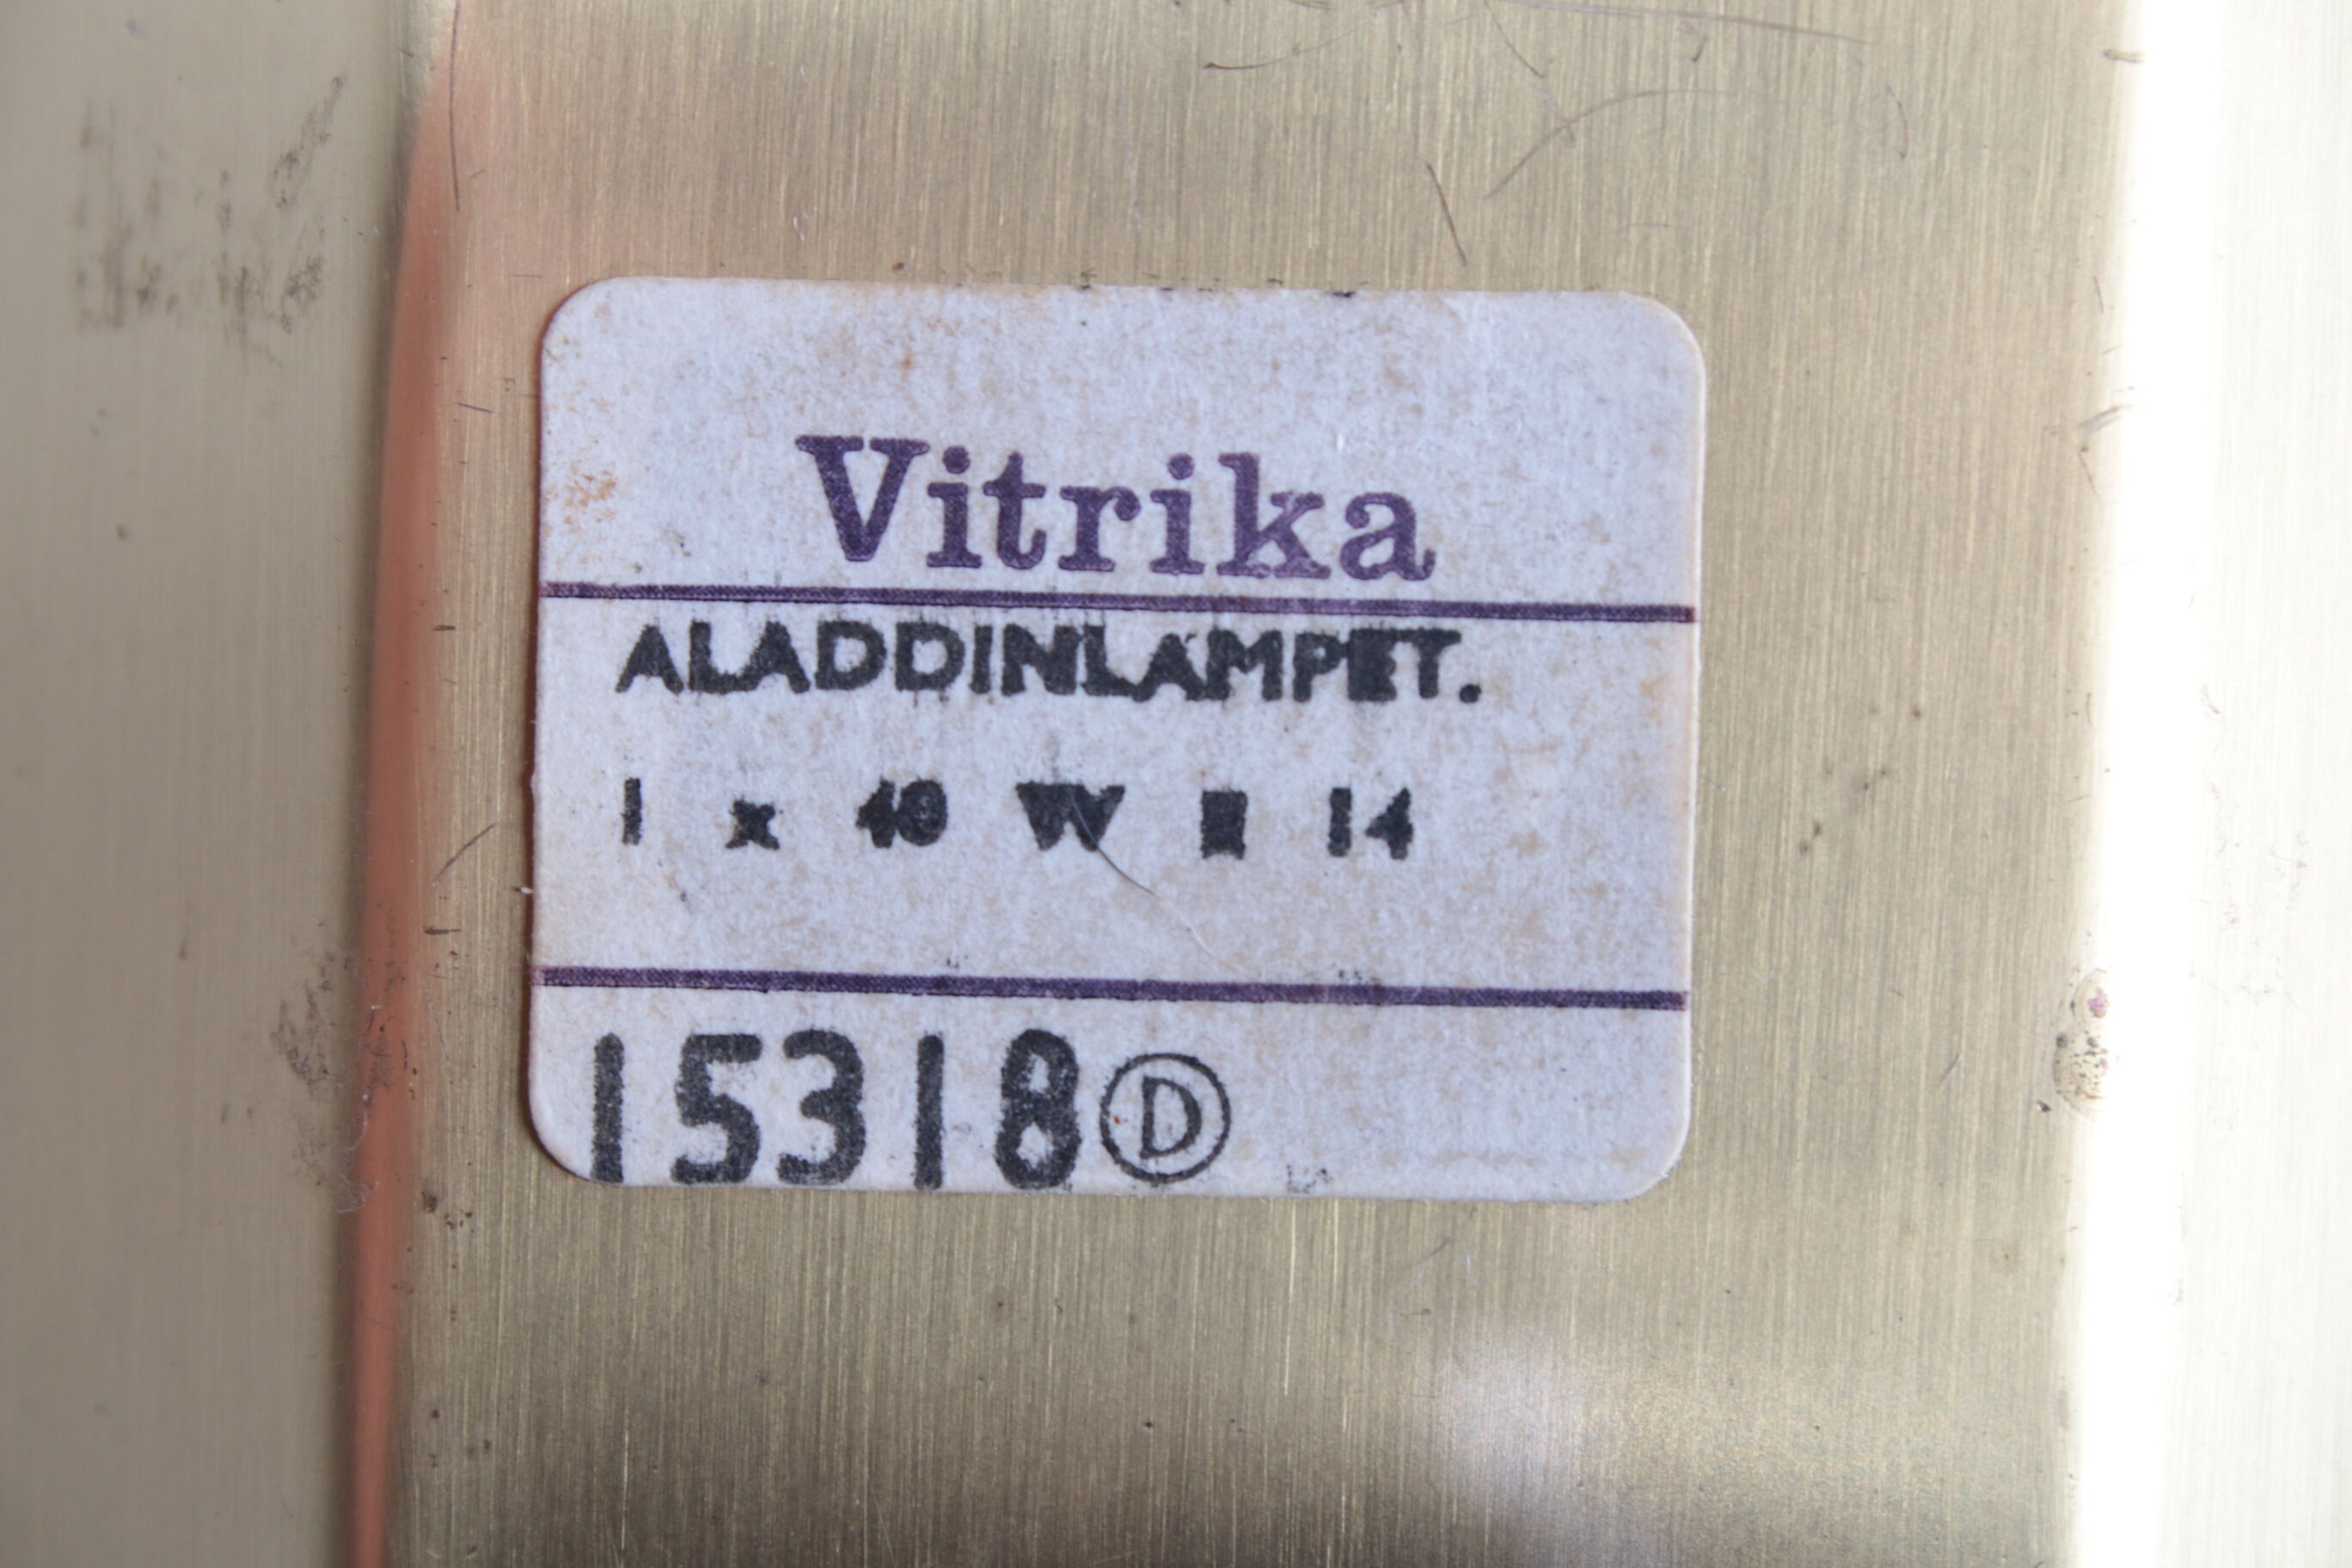 Vitrika
ALADDINLAMPET.
1 x 40 W E 14
15318 Ⓓ